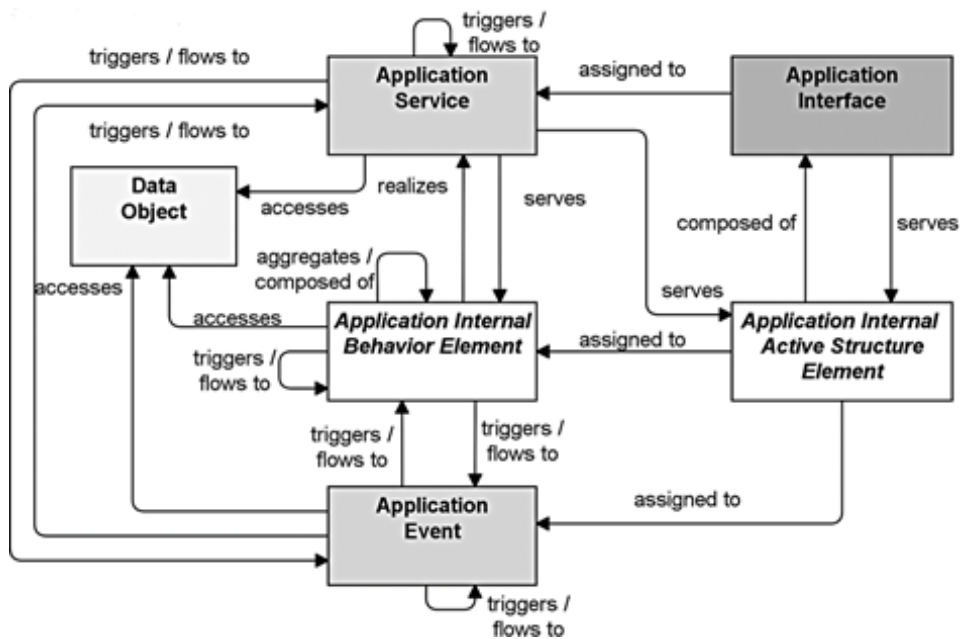 triggers /
flows to
triggers / flows to
Application
Service
assigned to
Application
Interface
triggers / flows to
Data
Object
accesses
realizes
serves
composed of
serves
aggregates /
composed of
accesses
accesses
serves
Application Internal
Behavior Element
assigned to
Application Internal
Active Structure
Element
triggers /
flows to
triggers /
flows to
triggers /
flows to
Application
Event
assigned to
triggers /
flows to